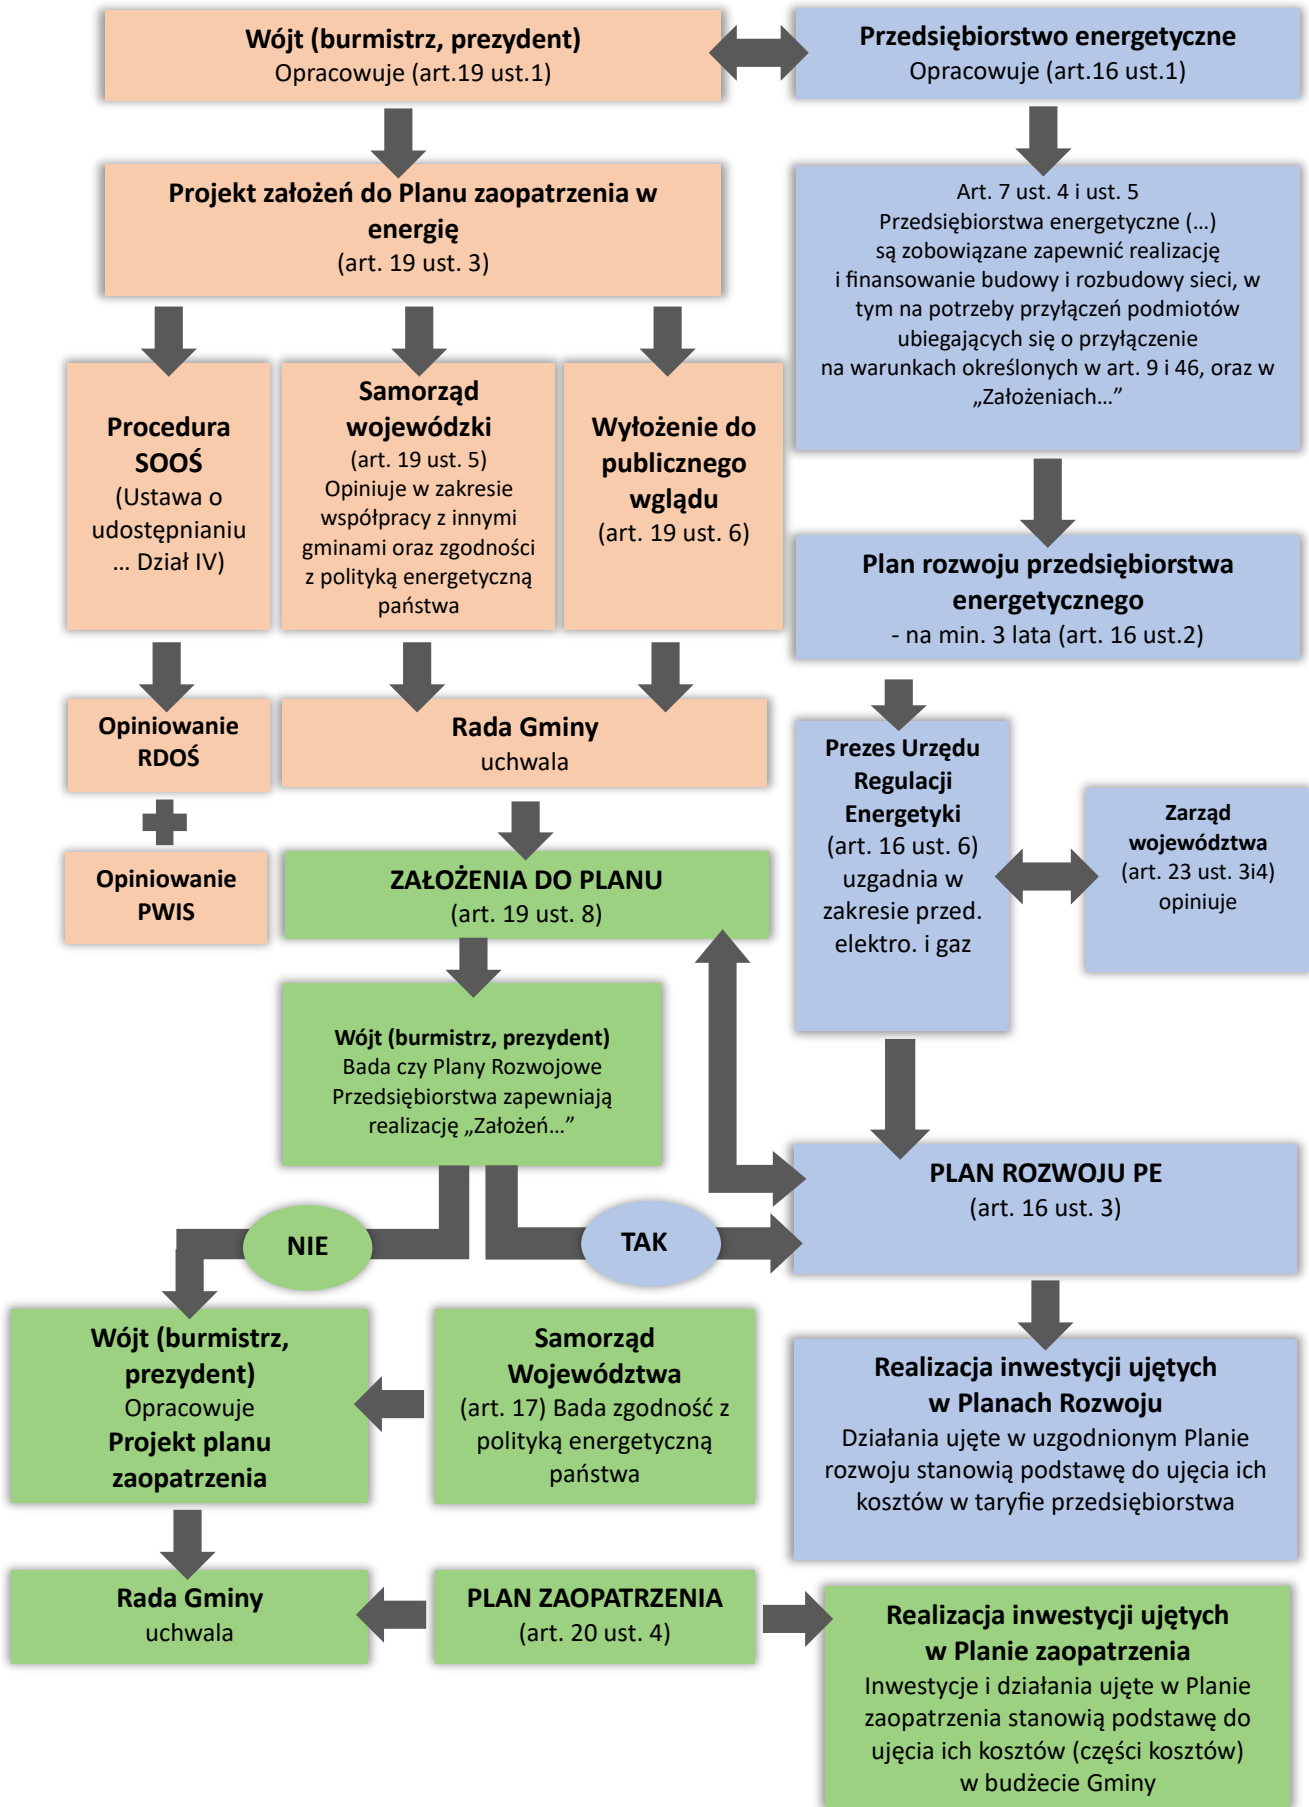 Wójt (burmistrz, prezydent)
Opracowuje (art.19 ust.1)
Przedsiębiorstwo energetyczne
Opracowuje (art.16 ust.1)
Projekt założeń do Planu zaopatrzenia w
energię
(art. 19 ust. 3)
Art. 7 ust. 4 i ust. 5
Przedsiębiorstwa energetyczne (...)
są zobowiązane zapewnić realizację
i finansowanie budowy i rozbudowy sieci, w
tym na potrzeby przyłączeń podmiotów
ubiegających się o przyłączenie
na warunkach określonych w art. 9 i 46, oraz w
„Założeniach...”
Procedura
SOOŚ
(Ustawa o
udostępnianiu
... Dział IV)
Samorząd
wojewódzki
(art. 19 ust. 5)
Opiniuje w zakresie
współpracy z innymi
gminami oraz zgodności
z polityką energetyczną
państwa
Wyłożenie do
publicznego
wglądu
(art. 19 ust. 6)
Plan rozwoju przedsiębiorstwa
energetycznego
- na min. 3 lata (art. 16 ust.2)
Opiniowanie
RDOŚ
Rada Gminy
uchwala
Prezes Urzędu
Regulacji
Energetyki
(art. 16 ust. 6)
uzgadnia w
zakresie przed.
elektro. i gaz
Zarząd
województwa
(art. 23 ust. 3i4)
opiniuje
Opiniowanie
PWIS
ZAŁOŻENIA DO PLANU
(art. 19 ust. 8)
Wójt (burmistrz, prezydent)
Bada czy Plany Rozwojowe
Przedsiębiorstwa zapewniają
realizację „Założeń...”
PLAN ROZWOJU PE
(art. 16 ust. 3)
NIE
TAK
Wójt (burmistrz,
prezydent)
Opracowuje
Projekt planu
zaopatrzenia
Samorząd
Województwa
(art. 17) Bada zgodność z
polityką energetyczną
państwa
Realizacja inwestycji ujętych
w Planach Rozwoju
Działania ujęte w uzgodnionym Planie
rozwoju stanowią podstawę do ujęcia ich
kosztów w taryfie przedsiębiorstwa
Rada Gminy
uchwala
PLAN ZAOPATRZENIA
(art. 20 ust. 4)
Realizacja inwestycji ujętych
w Planie zaopatrzenia
Inwestycje i działania ujęte w Planie
zaopatrzenia stanowią podstawę do
ujęcia ich kosztów (części kosztów)
w budżecie Gminy